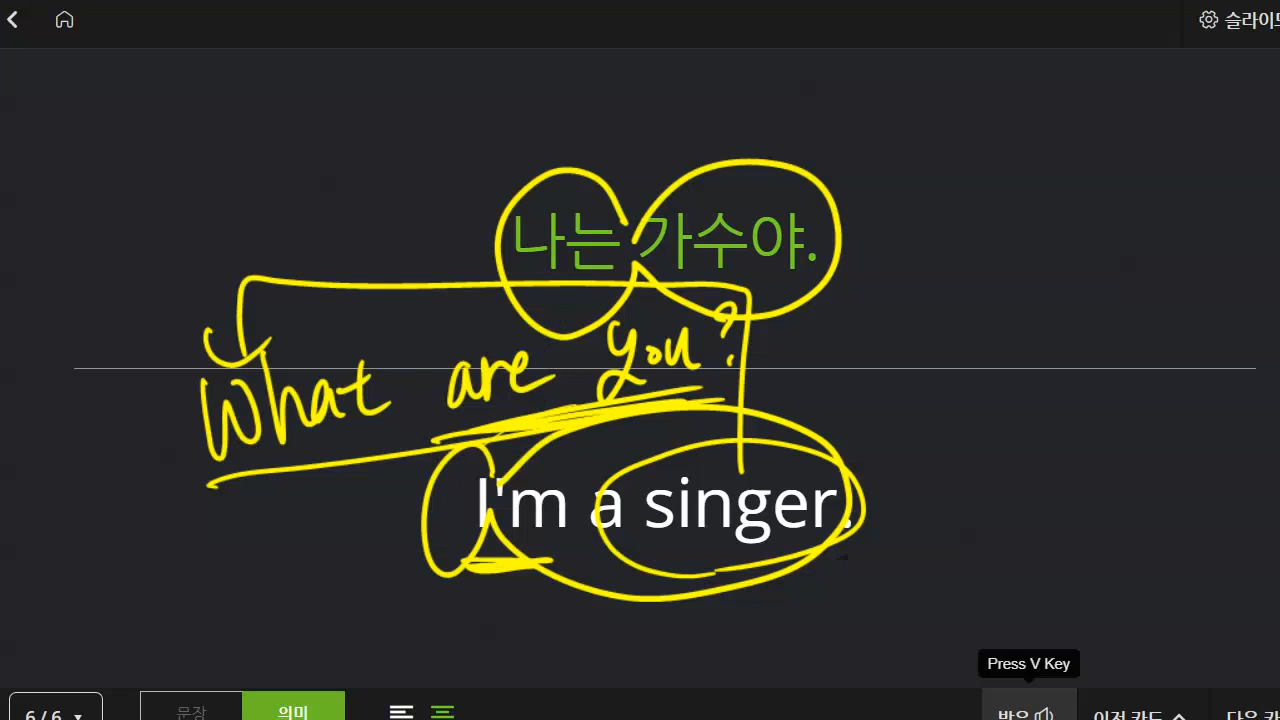 슬라이드
나는 가수야.
What are you?
I'm a singer.
Press V Key
6 / 6 문장 의미 발음 이전 카드 다음